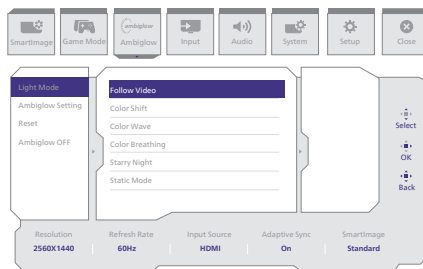 ambiglow
SmartImage
Game Mode
Ambiglow
Input
Audio
System
Setup
Close
Light Mode
Ambiglow Setting
Reset
Ambiglow OFF
Follow Video
Color Shift
Color Wave
Color Breathing
Starry Night
Static Mode
Select
OK
Back
Resolution
2560X1440
Refresh Rate
60Hz
Input Source
HDMI
Adaptive Sync
On
SmartImage
Standard